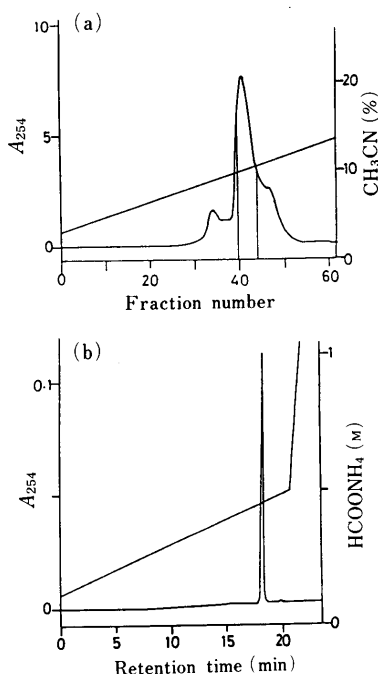 (a)
10
5
0
A254
20
10
0
CH3CN (%)
0
20
40
60
Fraction number
(b)
0.1
0
A254
1
0
HCOONH4 (M)
0
5
10
15
20
Retention time (min)